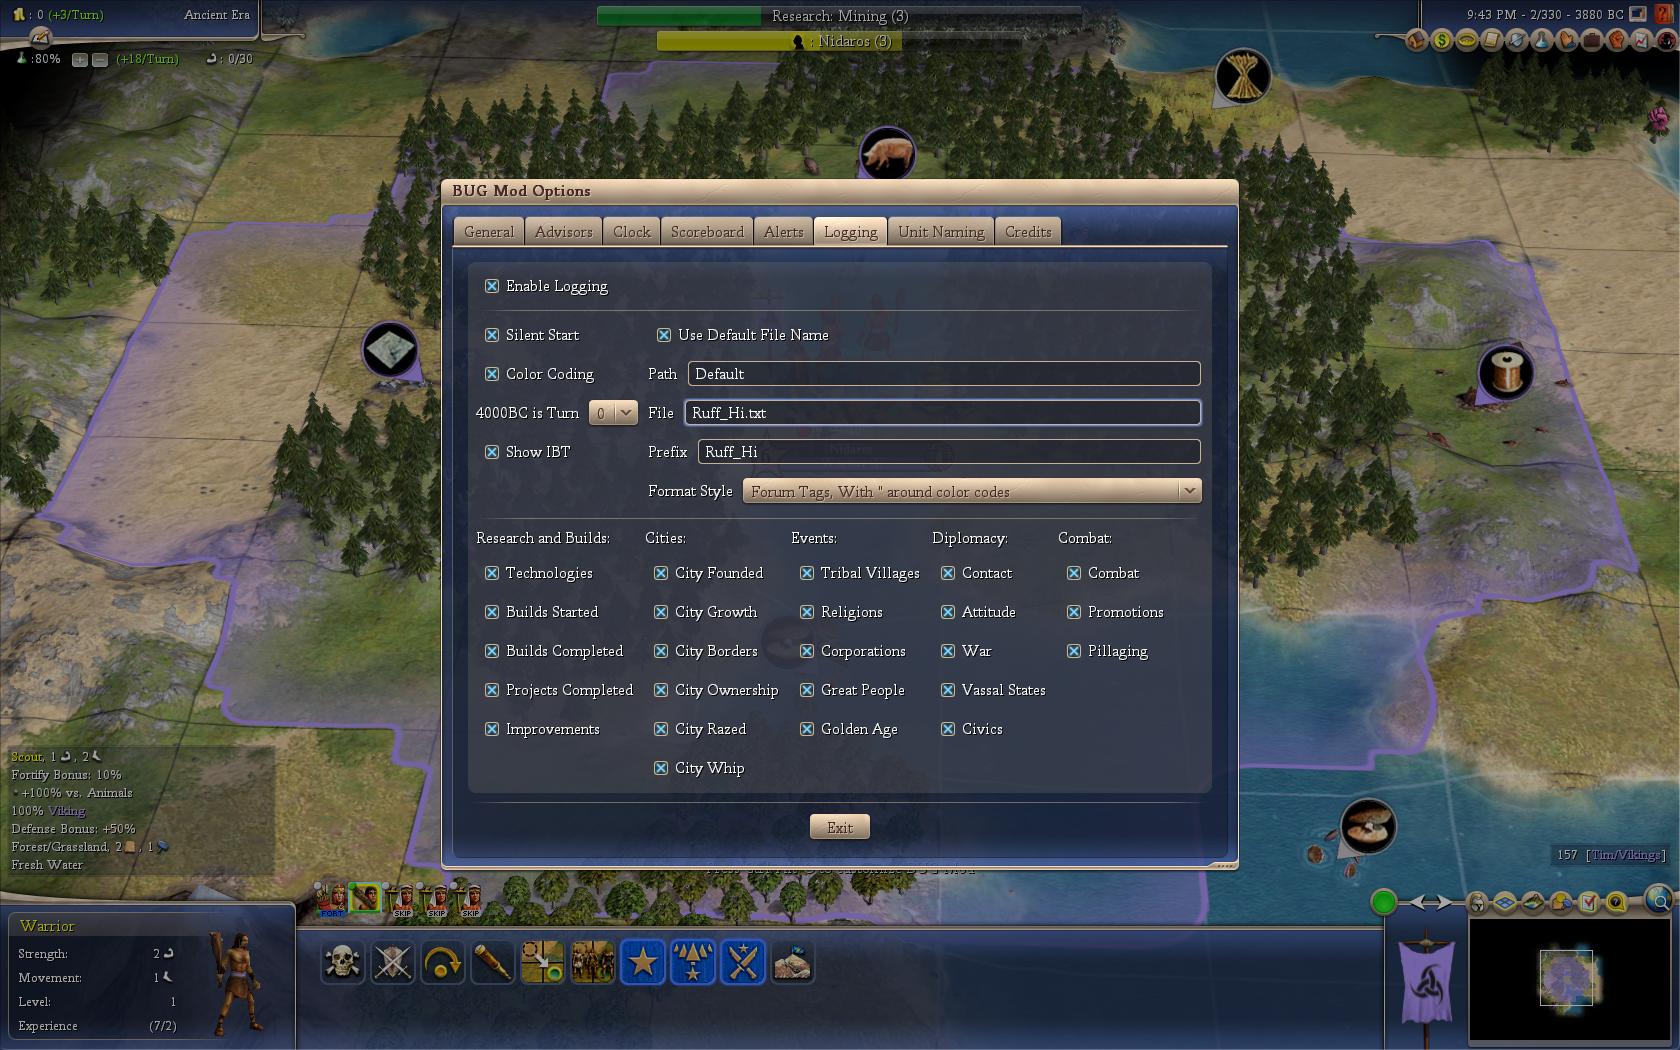 : 0 (+3/Turn)
Ancient Era
Research: Mining (3)
9:43 PM - 2/330 - 3880 BC
: Nidaros (3)
:80%
(+18/Turn)
: 0/30
BUG Mod Options
General
Advisors
Clock
Scoreboard
Alerts
Logging
Unit Naming
Credits
Enable Logging
Silent Start
Use Default File Name
Color Coding
Path
Default
4000BC is Turn
0
File
Ruff_Hi.txt
Show IBT
Prefix
Ruff_Hi
Format Style
Forum Tags, With " around color codes
Research and Builds:
Cities:
Events:
Diplomacy:
Combat:
Technologies
City Founded
Tribal Villages
Contact
Combat
Builds Started
City Growth
Religions
Attitude
Promotions
Builds Completed
City Borders
Corporations
War
Pillaging
Projects Completed
City Ownership
Great People
Vassal States
Improvements
City Razed
Golden Age
Civics
City Whip
Exit
Scout, 1 , 2
Fortify Bonus: 10%
+100% vs. Animals
100% Viking
Defense Bonus: +50%
Forest/Grassland, 2 , 1
Fresh Water
157 [Tim/Vikings]
FORT
SKIP
SKIP
SKIP
Warrior
Strength: 2
Movement: 1
Level: 1
Experience (7/2)